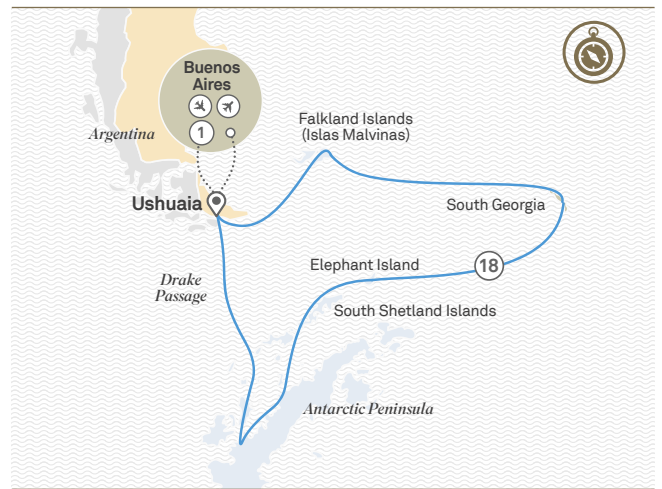 Buenos
Aires
1
Argentina
Falkland Islands
(Islas Malvinas)
Ushuaia
South Georgia
Elephant Island
18
Drake
Passage
South Shetland Islands
Antarctic Peninsula